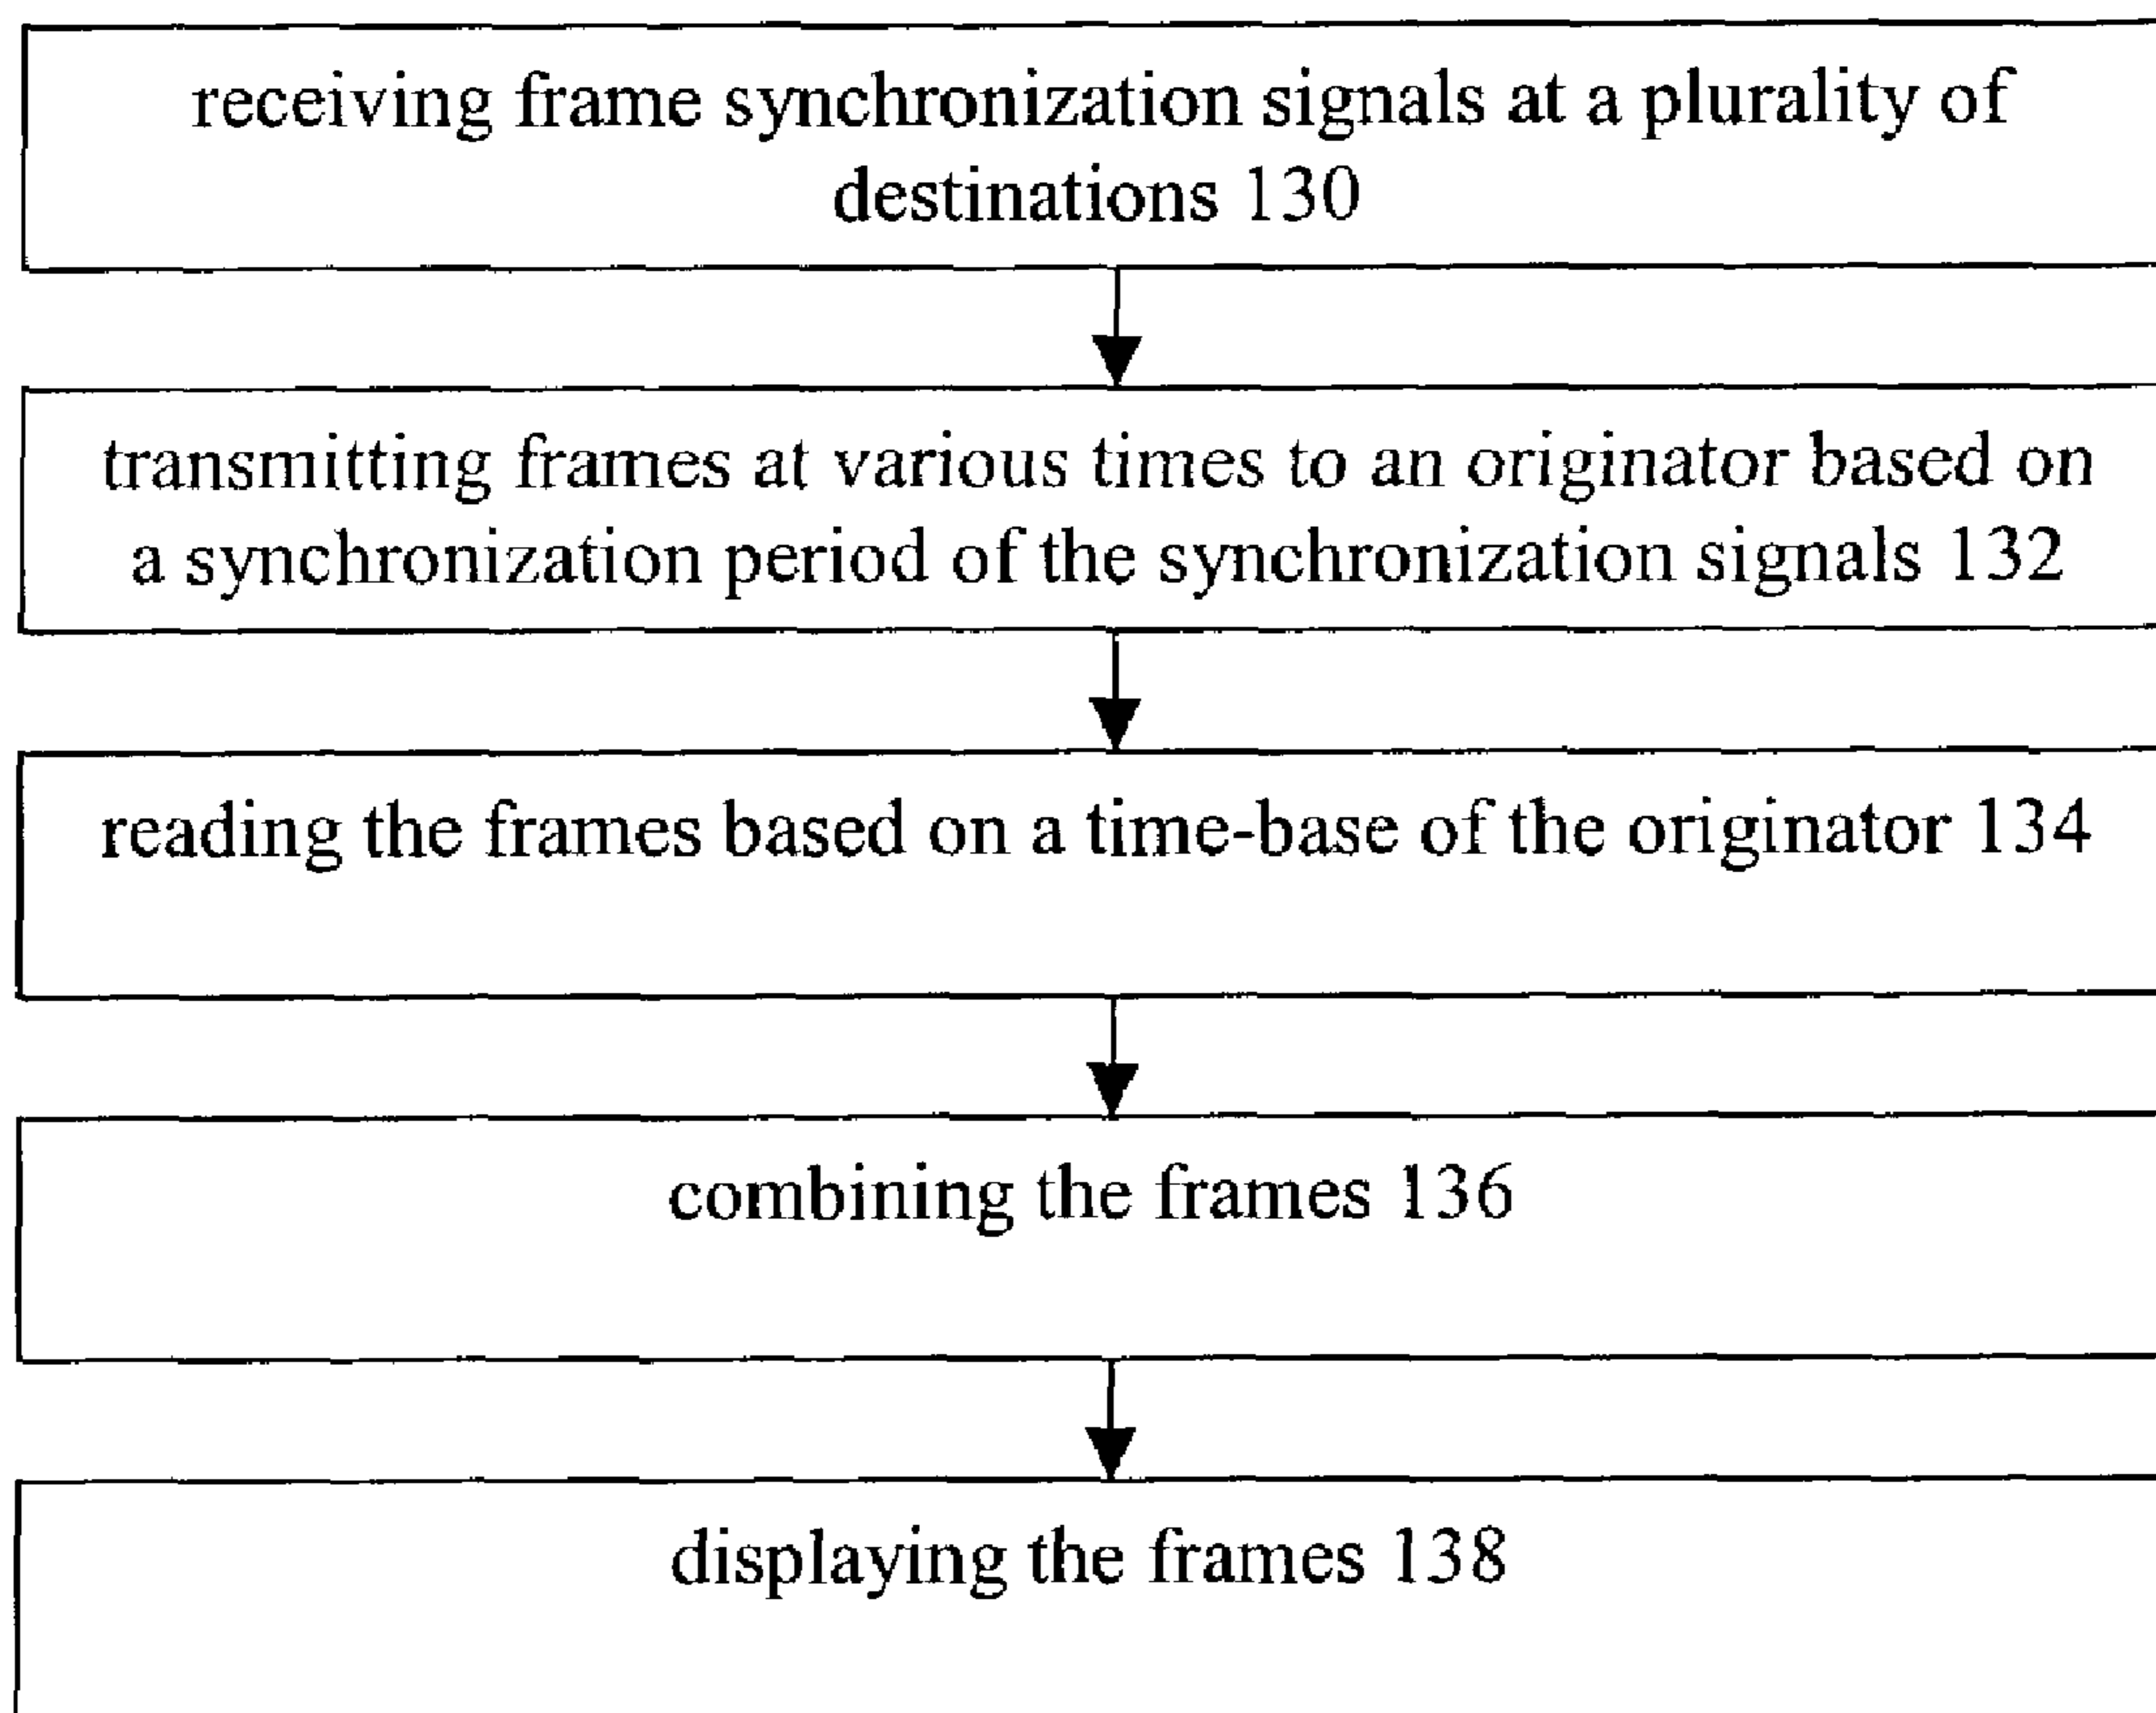 receiving frame synchronization signals at a plurality of
destinations 130
transmitting frames at various times to an originator based on
a synchronization period of the synchronization signals 132
reading the frames based on a time-base of the originator 134
combining the frames 136
displaying the frames 138